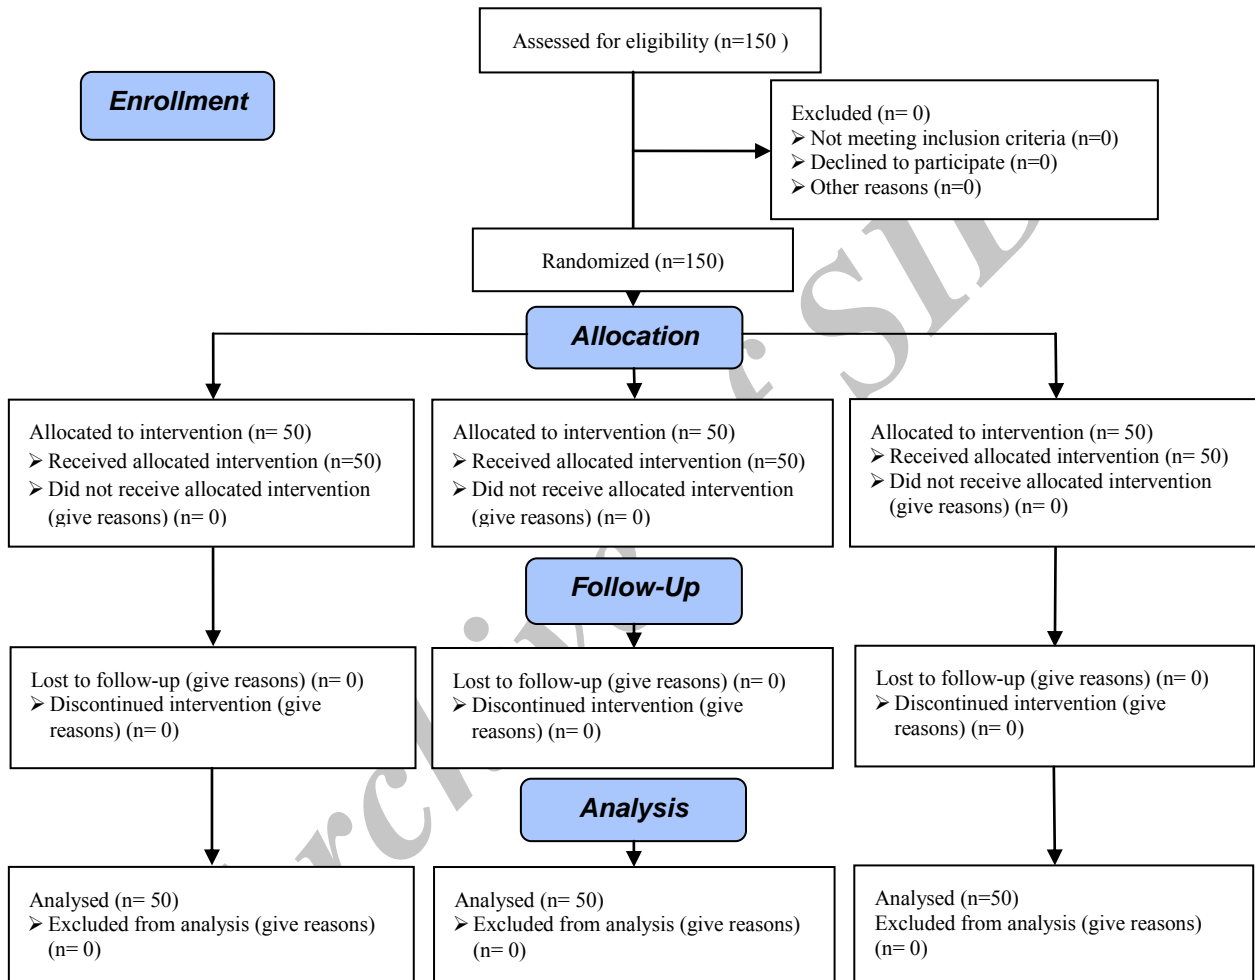 Assessed for eligibility (n=150 )
Enrollment
Excluded (n= 0)
➢ Not meeting inclusion criteria (n=0)
➢ Declined to participate (n=0)
➢ Other reasons (n=0)
Randomized (n=150)
Allocation
Allocated to intervention (n= 50)
➢ Received allocated intervention (n=50)
➢ Did not receive allocated intervention
(give reasons) (n= 0)
Allocated to intervention (n= 50)
➢ Received allocated intervention (n=50)
➢ Did not receive allocated intervention
(give reasons) (n= 0)
Allocated to intervention (n= 50)
➢ Received allocated intervention (n= 50)
➢ Did not receive allocated intervention
(give reasons) (n= 0)
Follow-Up
Lost to follow-up (give reasons) (n= 0)
➢ Discontinued intervention (give
reasons) (n= 0)
Lost to follow-up (give reasons) (n= 0)
➢ Discontinued intervention (give
reasons) (n= 0)
Lost to follow-up (give reasons) (n= 0)
➢ Discontinued intervention (give
reasons) (n= 0)
Analysis
Analysed (n= 50)
➢ Excluded from analysis (give reasons)
(n= 0)
Analysed (n= 50)
➢ Excluded from analysis (give reasons)
(n= 0)
Analysed (n=50)
Excluded from analysis (give reasons)
(n= 0)